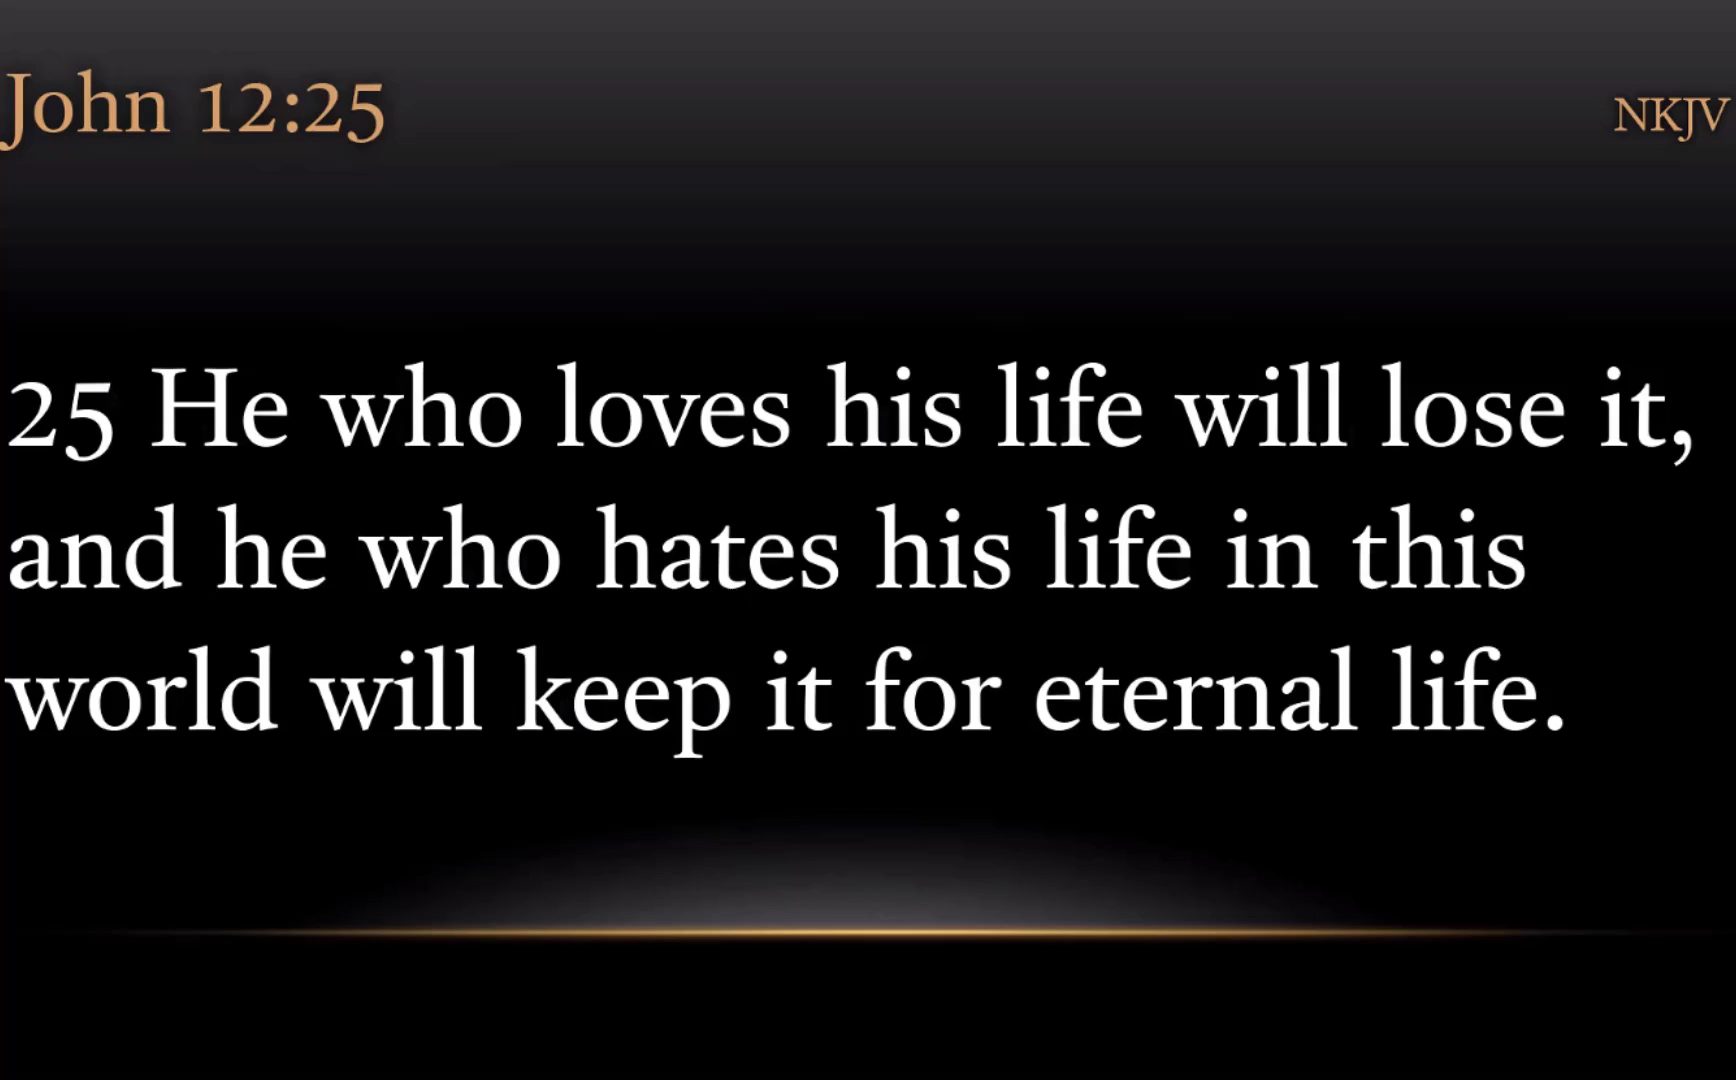 John 12:25
NKJV
25 He who loves his life will lose it,
and he who hates his life in this
world will keep it for eternal life.